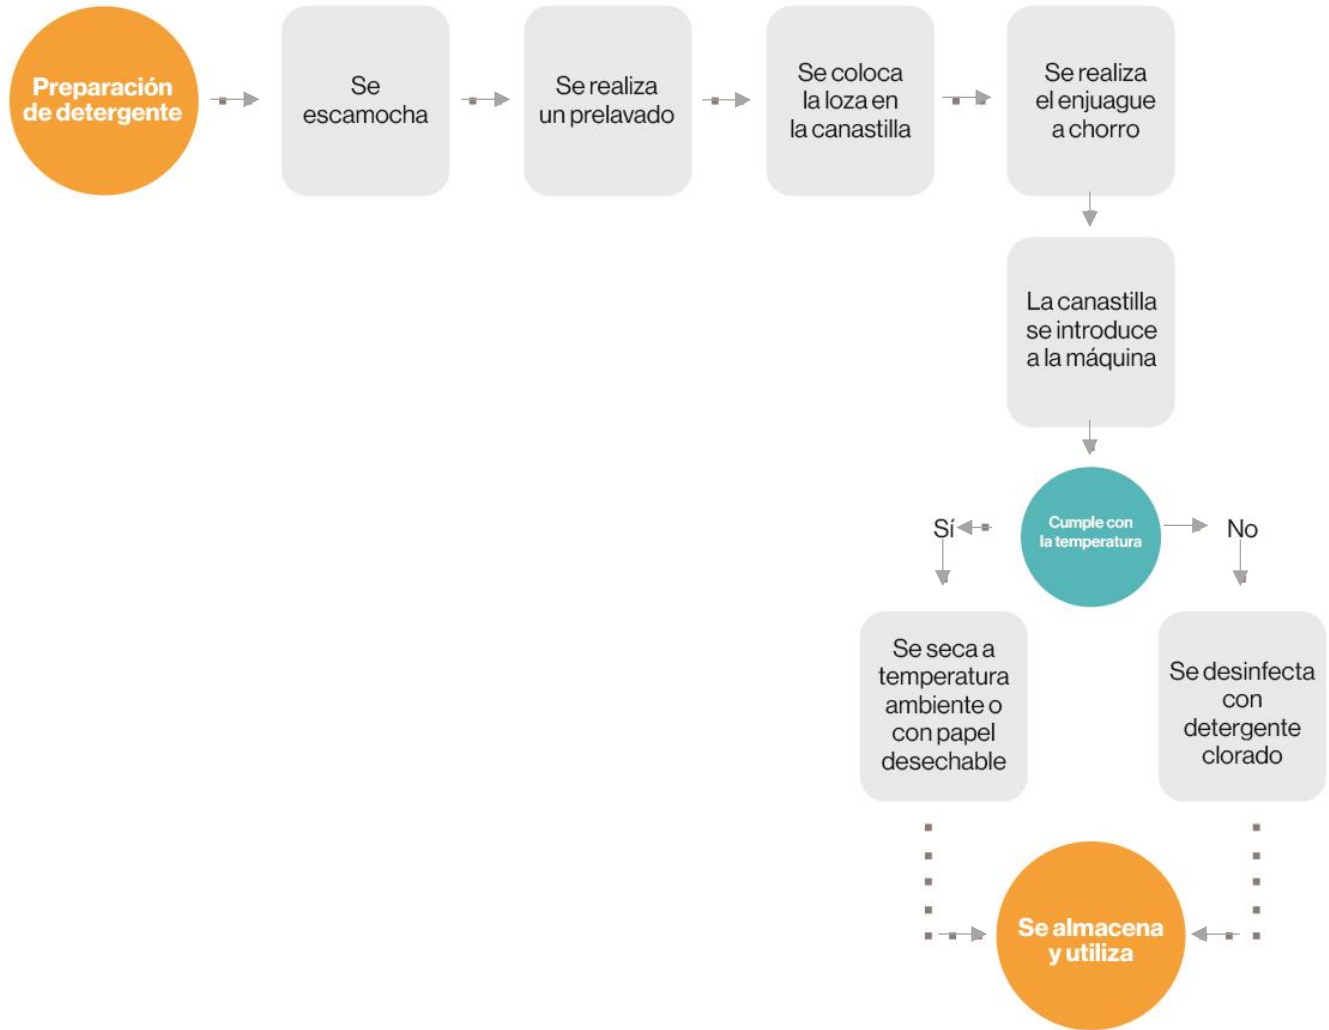 Preparación
de detergente
Se
escamocha
Se realiza
un prelavado
Se coloca
la loza en
la canastilla
Se realiza
el enjuague
a chorro
La canastilla
se introduce
a la máquina
Cumple con
la temperatura
Sí
No
Se seca a
temperatura
ambiente o
con papel
desechable
Se desinfecta
con
detergente
clorado
Se almacena
y utiliza